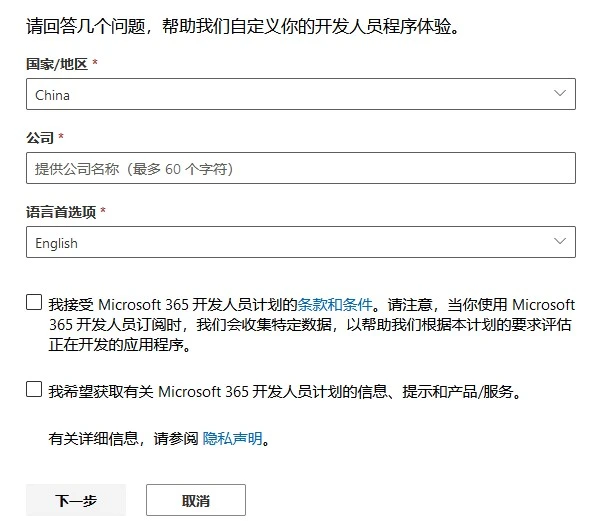 请回答几个问题，帮助我们自定义你的开发人员程序体验。
国家/地区 *
China
公司 *
提供公司名称（最多 60 个字符）
语言首选项 *
English
我接受 Microsoft 365 开发人员计划的条款和条件。请注意，当你使用 Microsoft
365 开发人员订阅时，我们会收集特定数据，以帮助我们根据本计划的要求评估
正在开发的应用程序。
我希望获取有关 Microsoft 365 开发人员计划的信息、提示和产品/服务。
有关详细信息，请参阅 隐私声明。
下一步
取消